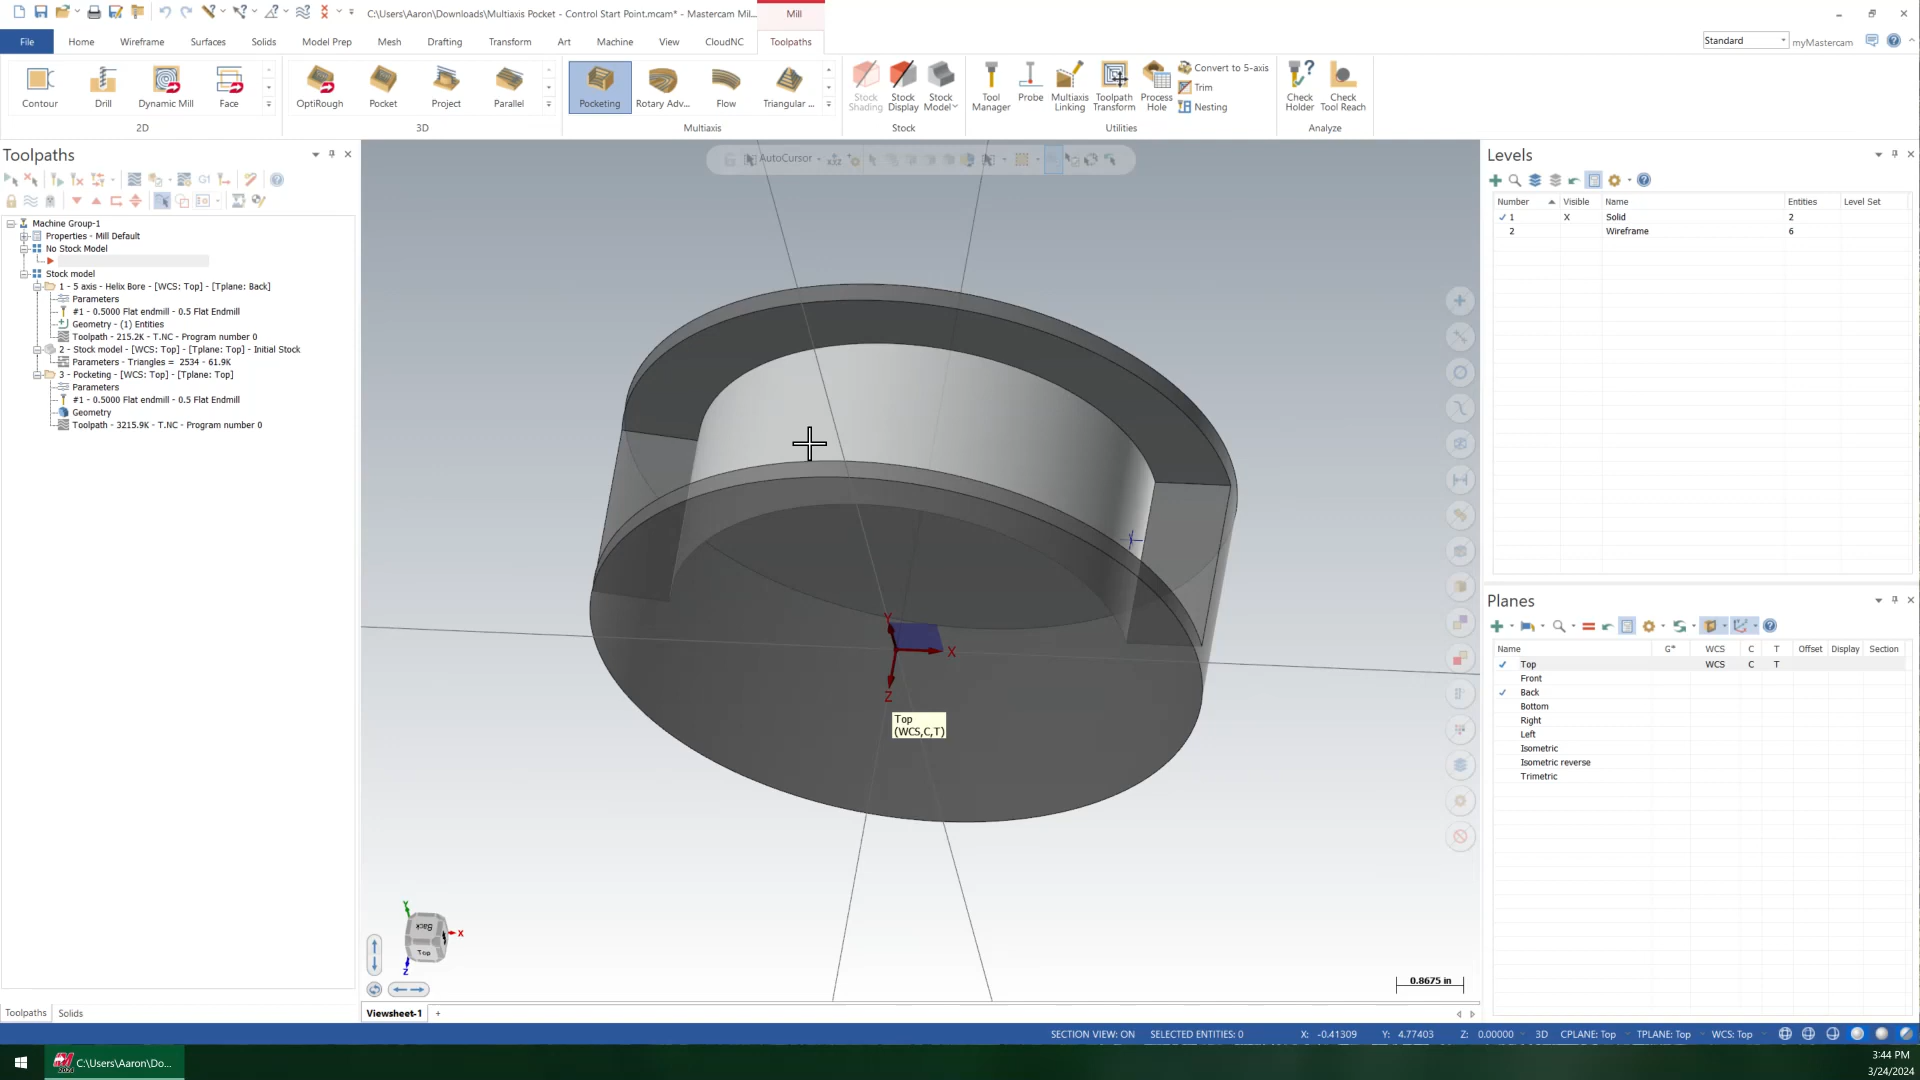 C:\Users\Aaron\Downloads\Multiaxis Pocket - Control Start Point.mcam* - Mastercam Mil...
Mill
File
Home
Wireframe
Surfaces
Solids
Model Prep
Mesh
Drafting
Transform
Art
Machine
View
CloudNC
Toolpaths
Standard
myMastercam
Contour
Drill
Dynamic Mill
Face
OptiRough
Pocket
Project
Parallel
Pocketing
Rotary Adv...
Flow
Triangular ...
Stock Shading
Stock Display
Stock Model
Tool Manager
Probe
Multiaxis Linking
Toolpath Transform
Process Hole
Convert to 5-axis
Trim
Nesting
Check Holder
Check Tool Reach
2D
3D
Multiaxis
Stock
Utilities
Analyze
Toolpaths
AutoCursor
G1
Machine Group-1
Properties - Mill Default
No Stock Model
Stock model
1 - 5 axis - Helix Bore - [WCS: Top] - [Tplane: Back]
Parameters
#1 - 0.5000 Flat endmill - 0.5 Flat Endmill
Geometry - (1) Entities
Toolpath - 215.2K - T.NC - Program number 0
2 - Stock model - [WCS: Top] - [Tplane: Top] - Initial Stock
Parameters - Triangles = 2534 - 61.9K
3 - Pocketing - [WCS: Top] - [Tplane: Top]
Parameters
#1 - 0.5000 Flat endmill - 0.5 Flat Endmill
Geometry
Toolpath - 3215.9K - T.NC - Program number 0
Levels
Number Visible Name Entities Level Set
1 X Solid 2
2 Wireframe 6
Planes
Name G* WCS C T Offset Display Section
Top WCS C T
Front
Back
Bottom
Right
Left
Isometric
Isometric reverse
Trimetric
Y
X
Z
Top
(WCS,C,T)
Y
Back
X
Top
Z
0.8675 in
Toolpaths
Solids
Viewsheet-1
+
SECTION VIEW: ON
SELECTED ENTITIES: 0
X: -0.41309
Y: 4.77403
Z: 0.00000
3D
CPLANE: Top
TPLANE: Top
WCS: Top
C:\Users\Aaron\Do...
3:44 PM
3/24/2024